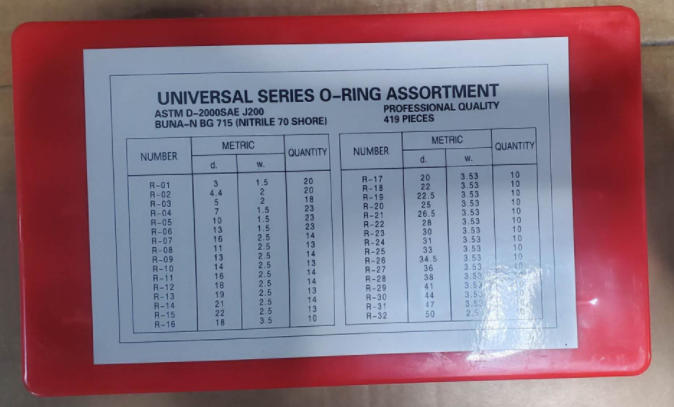 UNIVERSAL SERIES O-RING ASSORTMENT
ASTM D-2000SAE J200 PROFESSIONAL QUALITY
BUNA-N BG 715 (NITRILE 70 SHORE) 419 PIECES
NUMBER METRIC QUANTITY
d. w.
R-01 3 1.5 20
R-02 4.4 2 20
R-03 5 2 18
R-04 7 1.5 23
R-05 10 1.5 23
R-06 13 1.5 23
R-07 16 2.5 14
R-08 11 2.5 13
R-09 13 2.5 14
R-10 14 2.5 13
R-11 16 2.5 14
R-12 18 2.5 14
R-13 19 2.5 13
R-14 21 2.5 14
R-15 22 2.5 13
R-16 18 3.5 10
NUMBER METRIC QUANTITY
d. w.
R-17 20 3.53 10
R-18 22 3.53 10
R-19 22.5 3.53 10
R-20 25 3.53 10
R-21 26.5 3.53 10
R-22 28 3.53 10
R-23 30 3.53 10
R-24 31 3.53 10
R-25 33 3.53 10
R-26 34.5 3.53 10
R-27 36 3.53
R-28 38 3.53
R-29 41
R-30 44
R-31 47
R-32 50